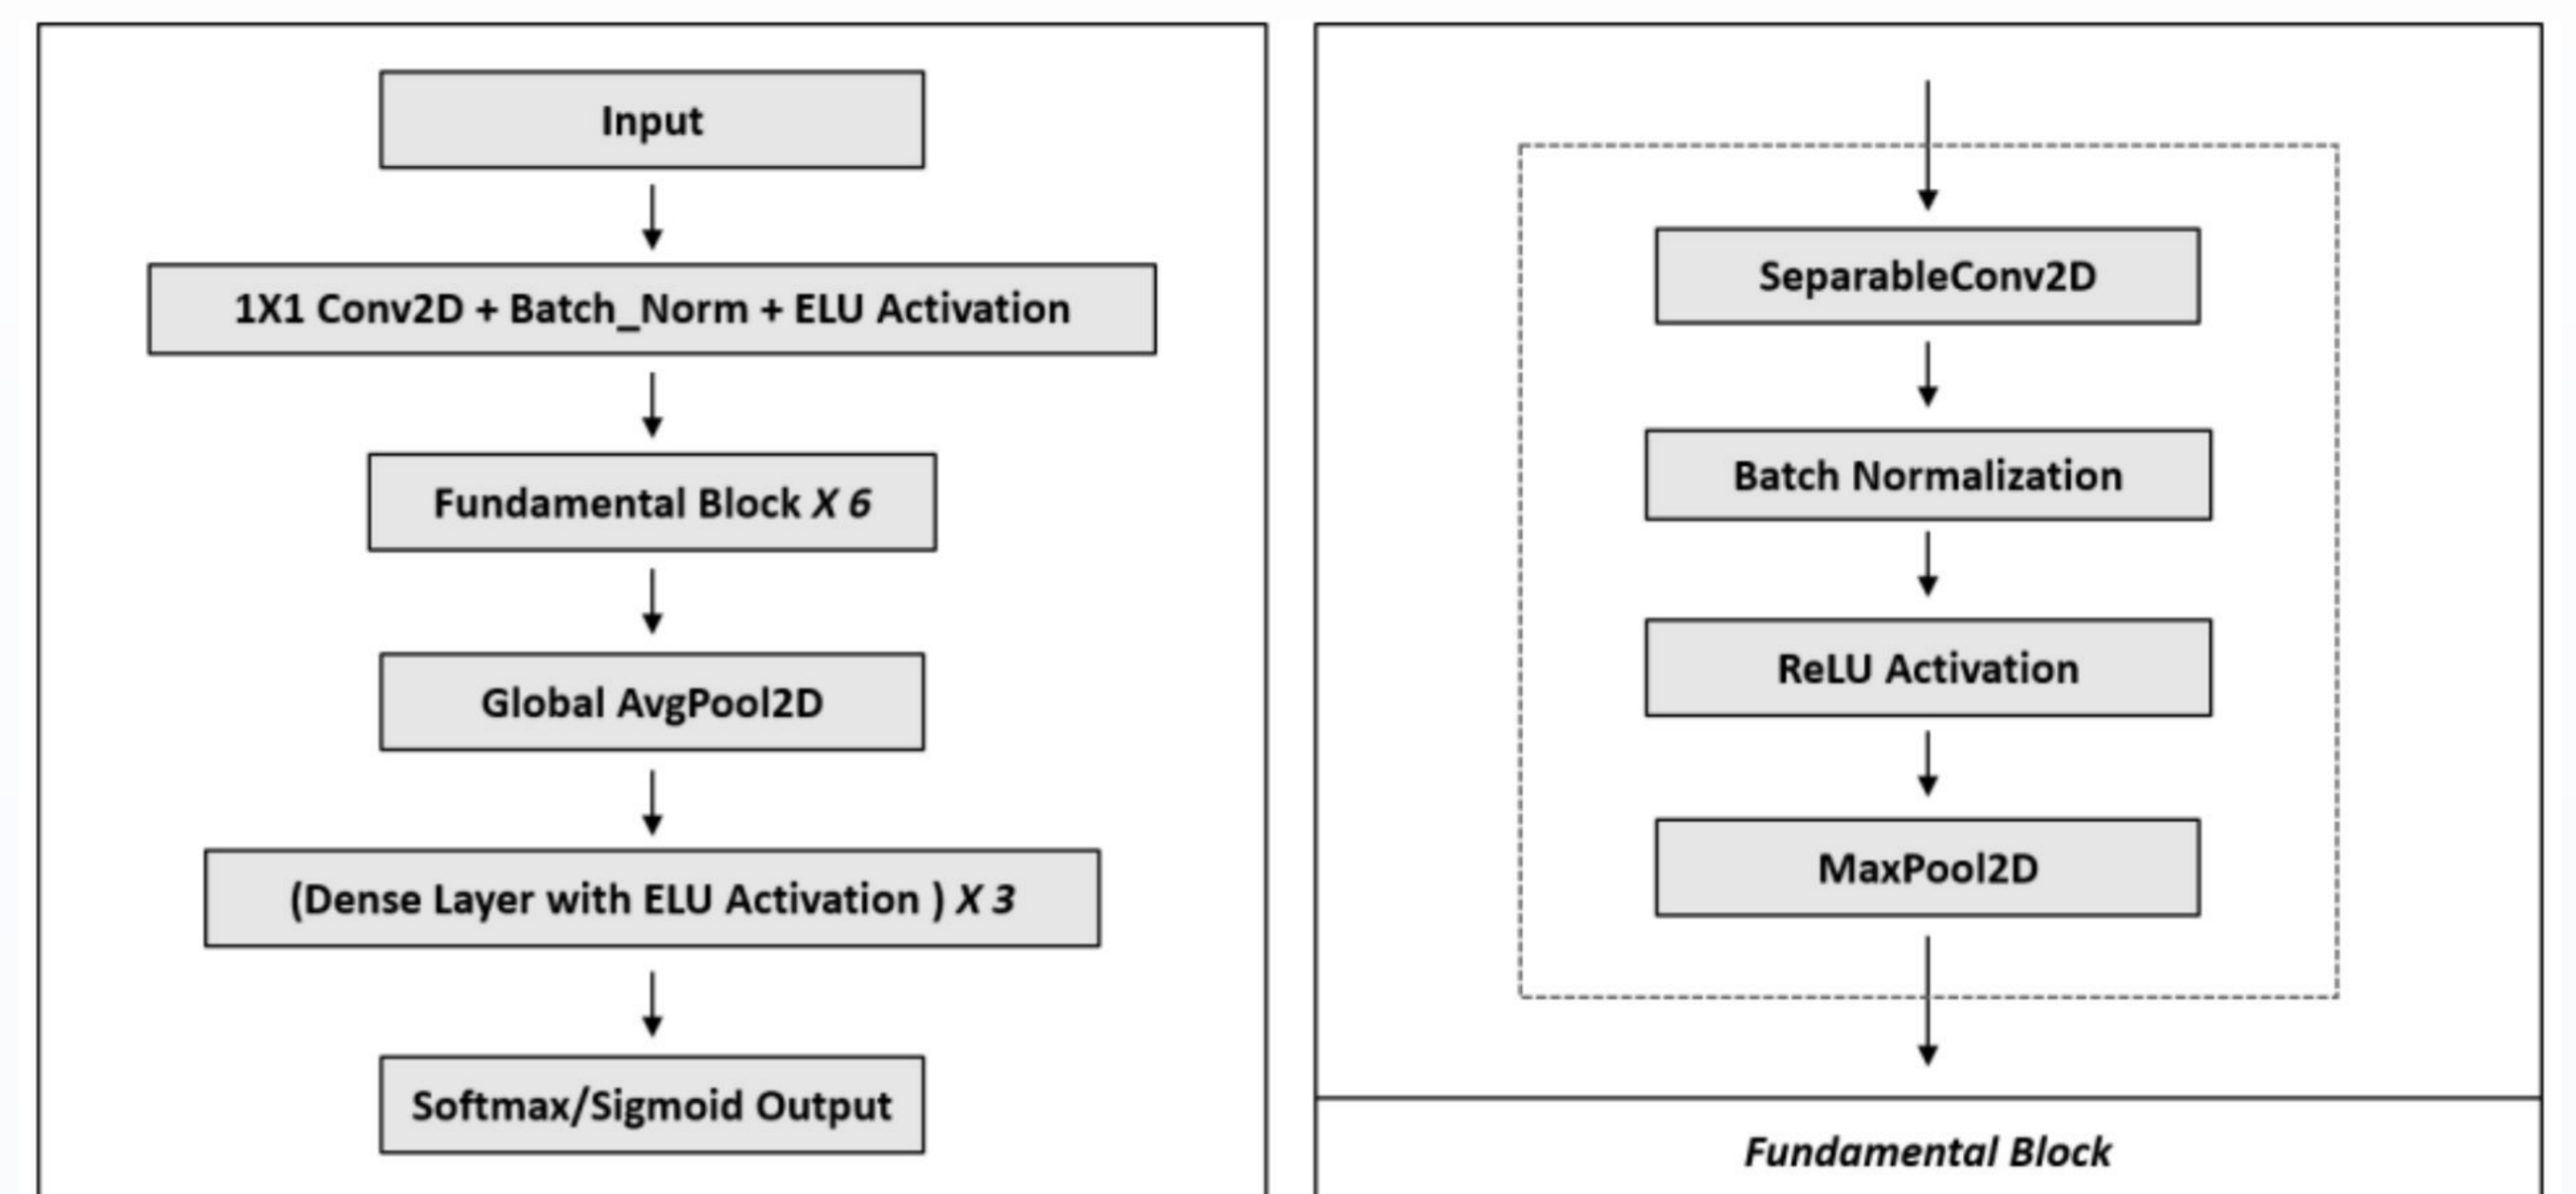 Input
1X1 Conv2D + Batch_Norm + ELU Activation
Fundamental Block X 6
Global AvgPool2D
(Dense Layer with ELU Activation ) X 3
Softmax/Sigmoid Output
SeparableConv2D
Batch Normalization
ReLU Activation
MaxPool2D
Fundamental Block